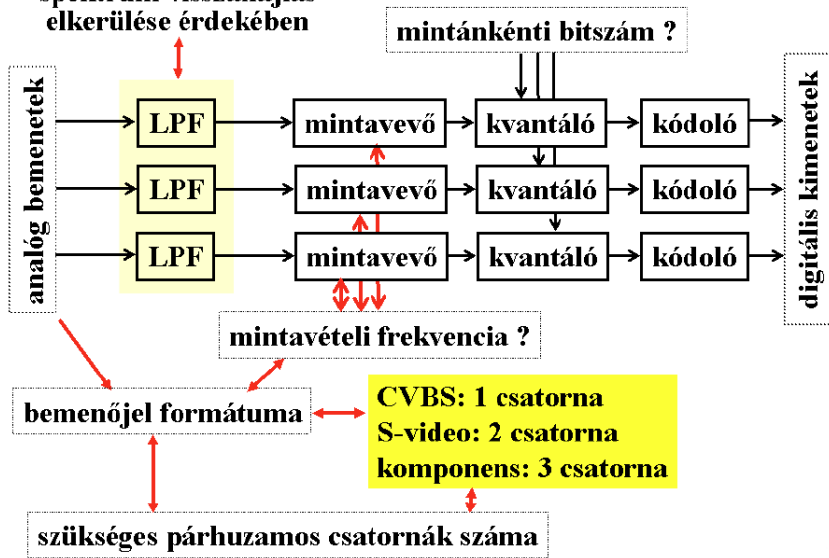 elkerülése érdekében
mintánkénti bitszám ?
analóg bemenetek
LPF
mintavevő
kvantáló
kódoló
LPF
mintavevő
kvantáló
kódoló
LPF
mintavevő
kvantáló
kódoló
digitális kimenetek
mintavételi frekvencia ?
bemenőjel formátuma
CVBS: 1 csatorna
S-video: 2 csatorna
komponens: 3 csatorna
szükséges párhuzamos csatornák száma